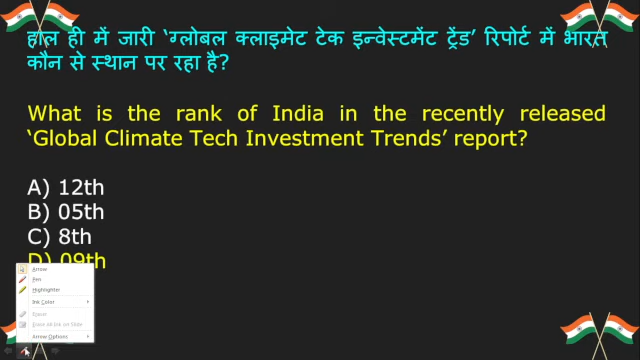 हाल ही में जारी ‘ग्लोबल क्लाइमेट टेक इन्वेस्टमेंट ट्रेंड’ रिपोर्ट में भारत
कौन से स्थान पर रहा है?
What is the rank of India in the recently released
‘Global Climate Tech Investment Trends’ report?
A) 12th
B) 05th
C) 8th
D) 09th
Arrow
Pen
Highlighter
Ink Color
Eraser
Erase All Ink on Slide
Arrow Options